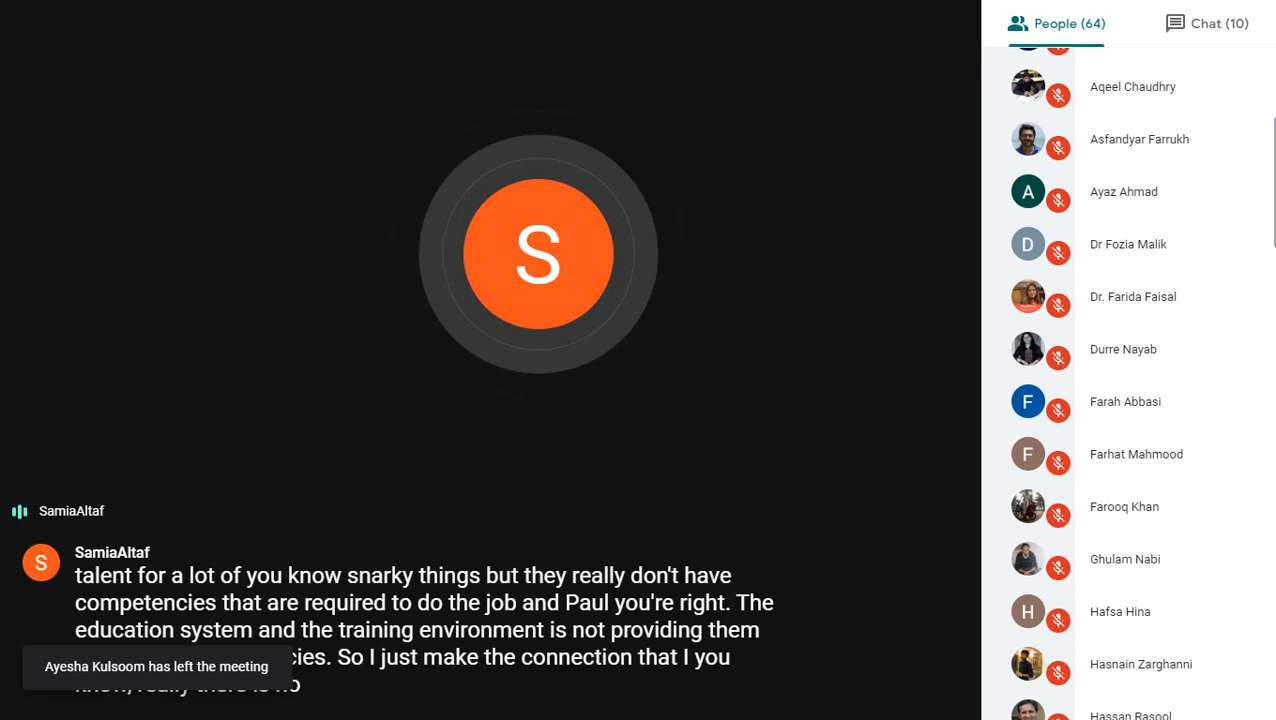 People (64)
Chat (10)
Aqeel Chaudhry
Asfandyar Farrukh
A
Ayaz Ahmad
D
Dr Fozia Malik
Dr. Farida Faisal
Durre Nayab
F
Farah Abbasi
F
Farhat Mahmood
Farooq Khan
Ghulam Nabi
H
Hafsa Hina
Hasnain Zarghanni
Hassan Rasool
S
SamiaAltaf
S
SamiaAltaf
talent for a lot of you know snarky things but they really don't have
competencies that are required to do the job and Paul you're right. The
education system and the training environment is not providing them
cies. So I just make the connection that I you
Ayesha Kulsoom has left the meeting